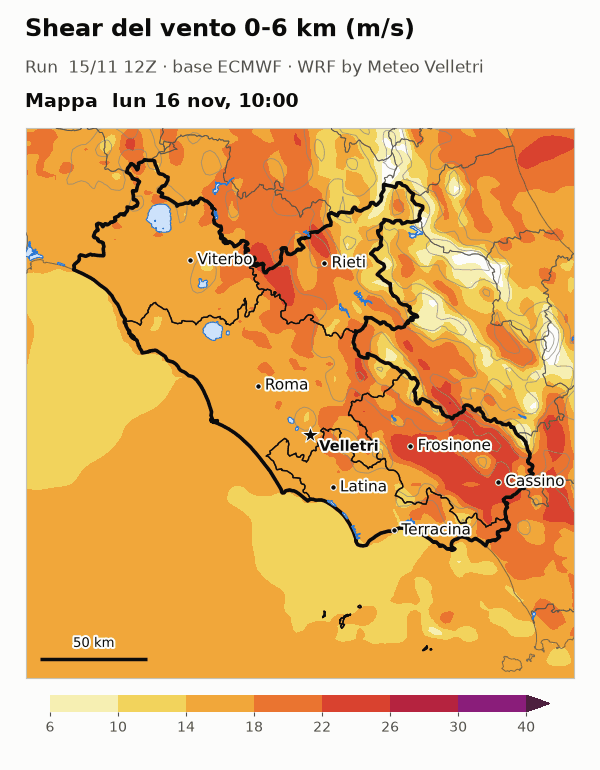 Shear del vento 0-6 km (m/s)
Run  15/11 12Z · base ECMWF · WRF by Meteo Velletri
Mappa  lun 16 nov, 10:00
Viterbo
Rieti
Roma
Velletri
Frosinone
Latina
Cassino
Terracina
50 km
6 10 14 18 22 26 30 40